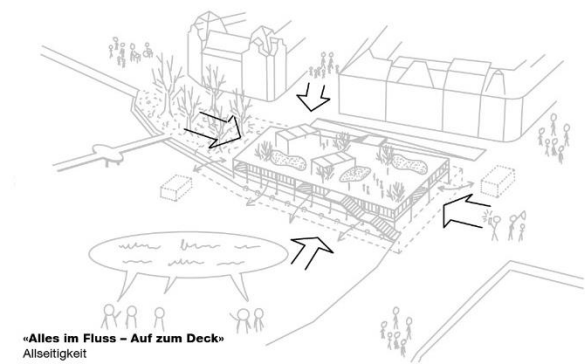 «Alles im Fluss – Auf zum Deck»
Allseitigkeit